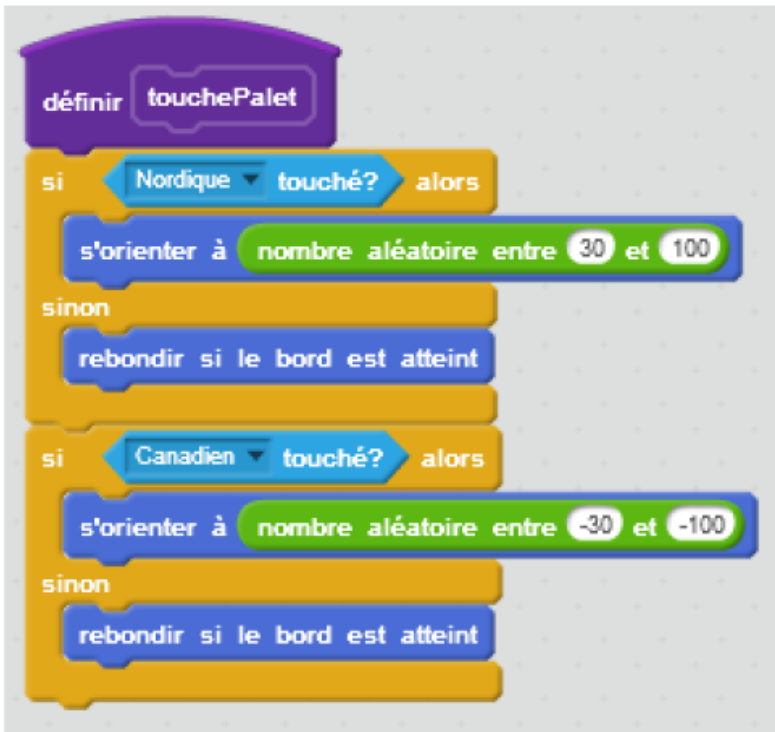 définir touchePalet
si Nordique touché? alors
s'orienter à nombre aléatoire entre 30 et 100
sinon
rebondir si le bord est atteint
si Canadien touché? alors
s'orienter à nombre aléatoire entre -30 et -100
sinon
rebondir si le bord est atteint